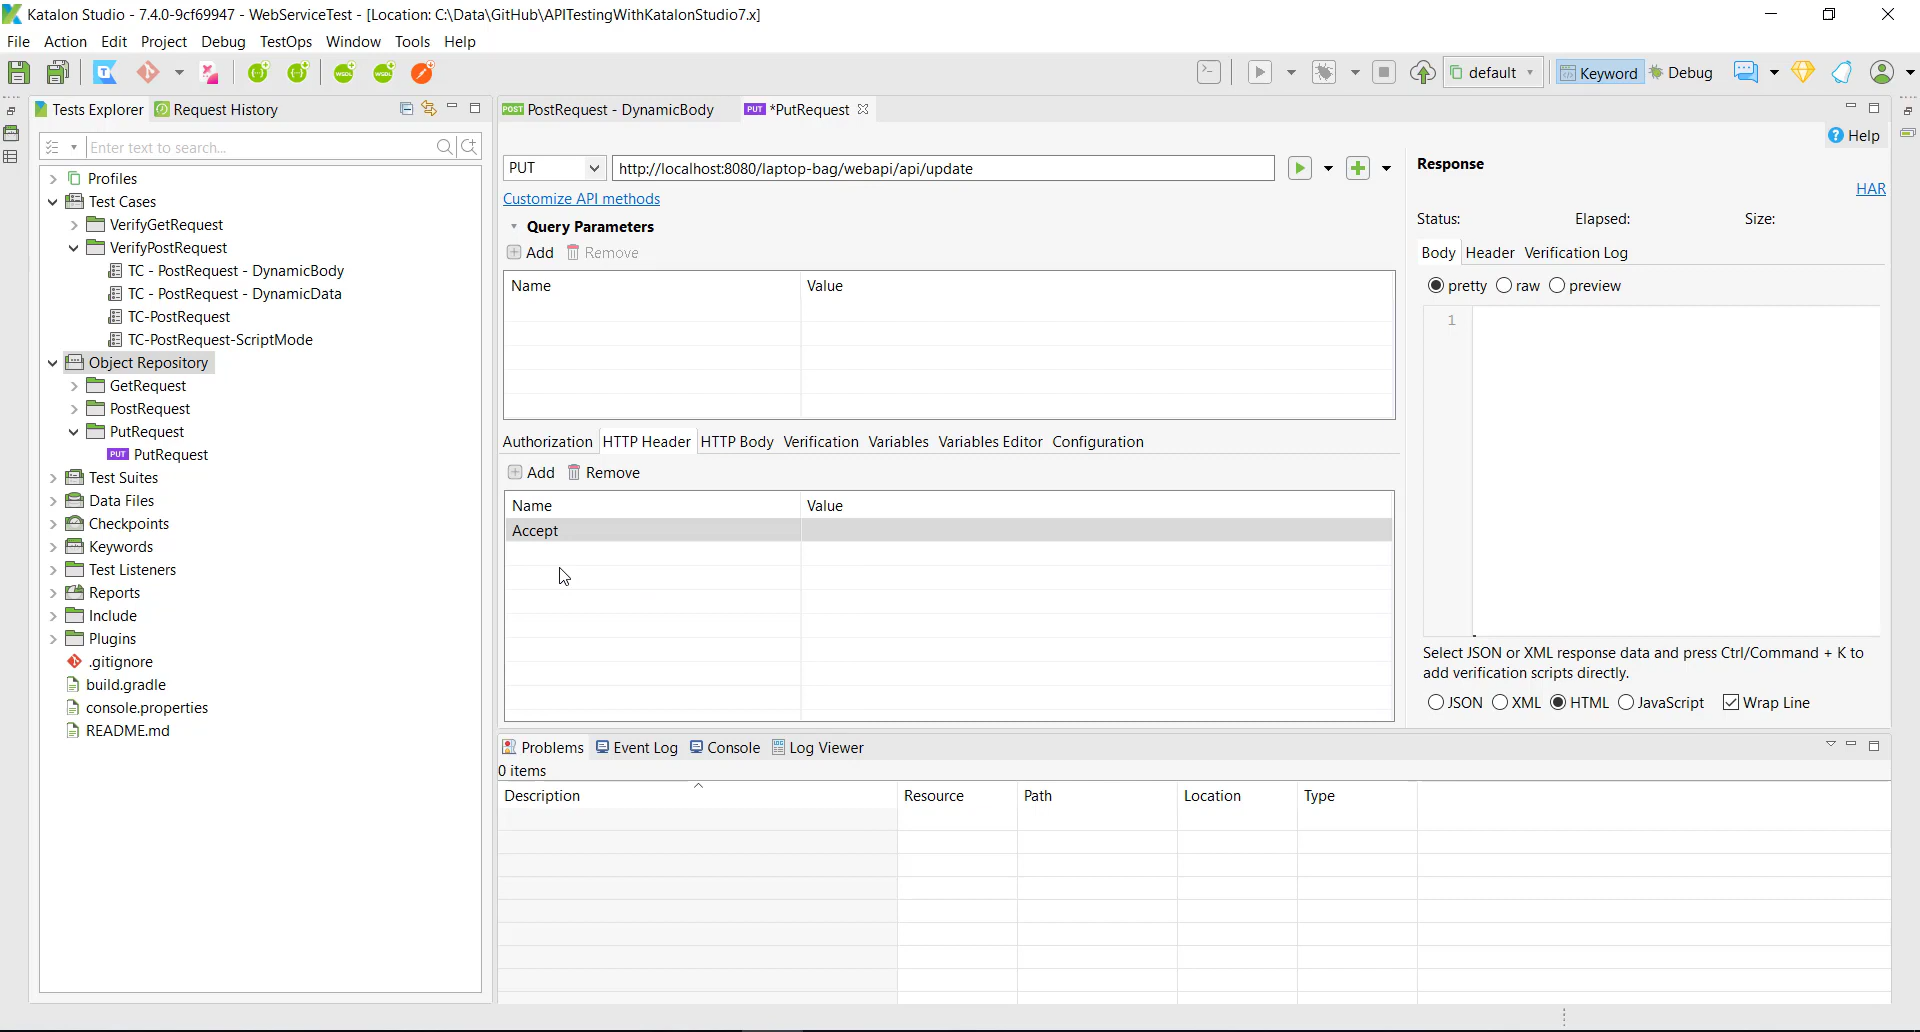 Katalon Studio - 7.4.0-9cf69947 - WebServiceTest - [Location: C:\Data\GitHub\APITestingWithKatalonStudio7.x]
File Action Edit Project Debug TestOps Window Tools Help
default Keyword Debug
Tests Explorer Request History
Enter text to search...
Profiles
Test Cases
VerifyGetRequest
VerifyPostRequest
TC - PostRequest - DynamicBody
TC - PostRequest - DynamicData
TC-PostRequest
TC-PostRequest-ScriptMode
Object Repository
GetRequest
PostRequest
PutRequest
PUT PutRequest
Test Suites
Data Files
Checkpoints
Keywords
Test Listeners
Reports
Include
Plugins
.gitignore
build.gradle
console.properties
README.md
POST PostRequest - DynamicBody PUT *PutRequest
Help
PUT http://localhost:8080/laptop-bag/webapi/api/update
Customize API methods
Query Parameters
Add Remove
Name Value
Authorization HTTP Header HTTP Body Verification Variables Variables Editor Configuration
Add Remove
Name Value
Accept
Response
HAR
Status: Elapsed: Size:
Body Header Verification Log
pretty raw preview
1
Select JSON or XML response data and press Ctrl/Command + K to
add verification scripts directly.
JSON XML HTML JavaScript Wrap Line
Problems Event Log Console Log Viewer
0 items
Description Resource Path Location Type